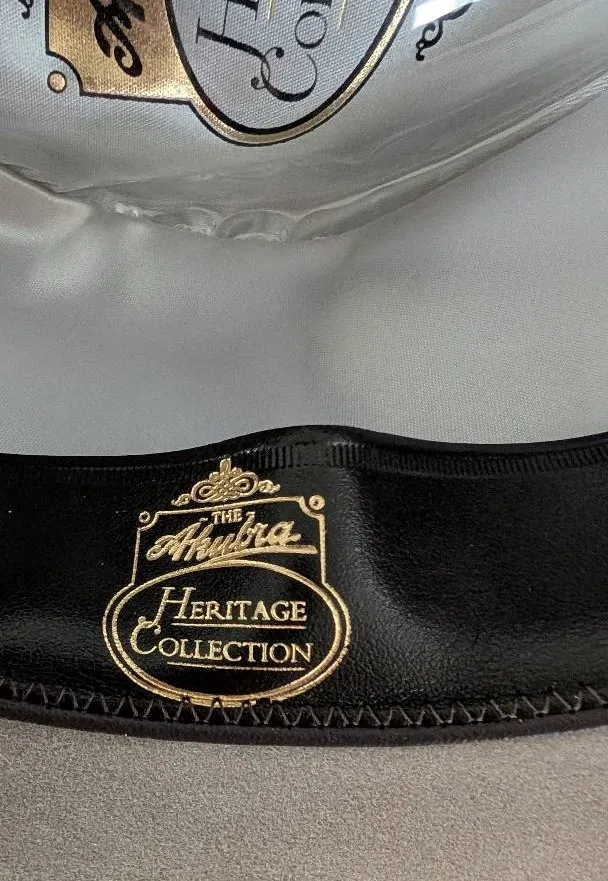 THE
Akubra
HERITAGE
COLLECTION